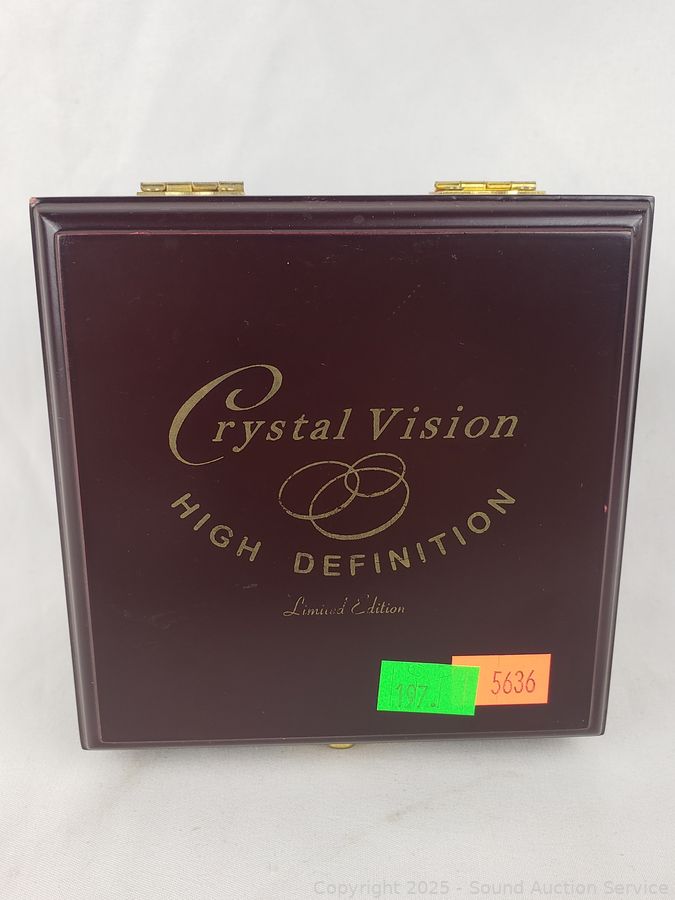 Crystal Vision
HIGH DEFINITION
Limited Edition
197.
5636
Copyright 2025 - Sound Auction Service